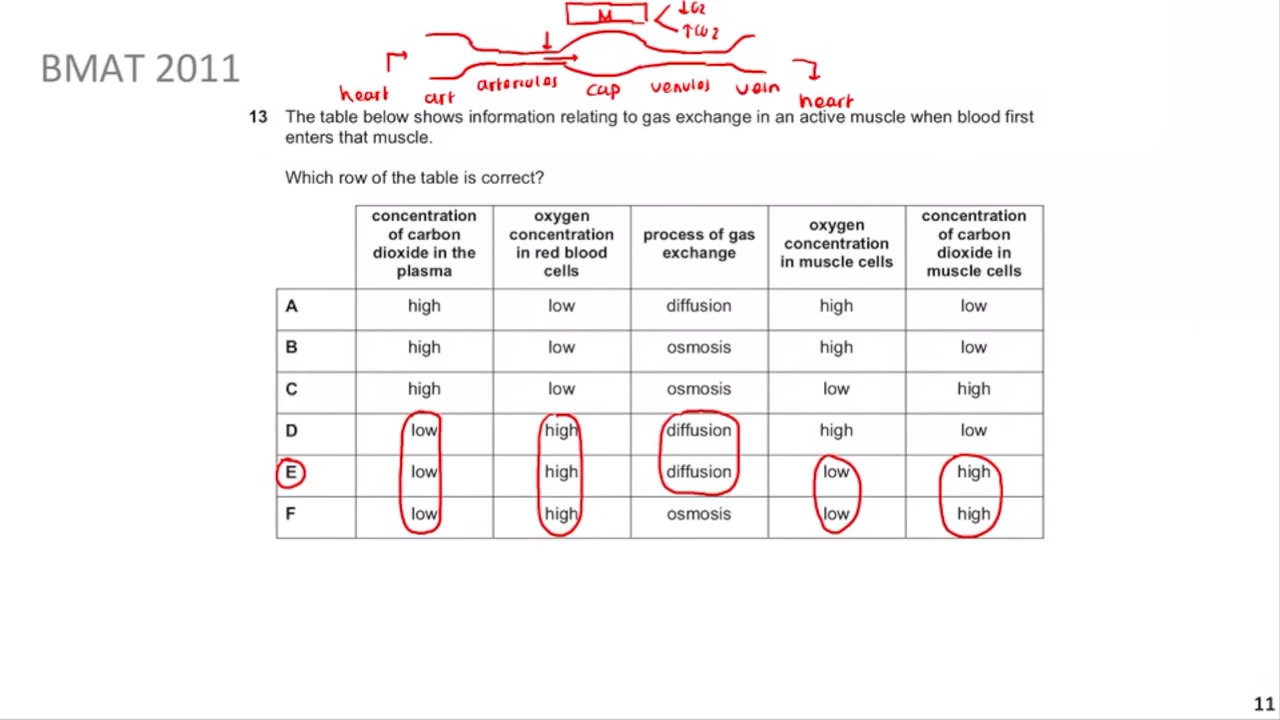 M
↓O2
↑CO2
BMAT 2011
heart
art
arterioles
cap
venules
vein
heart
13 The table below shows information relating to gas exchange in an active muscle when blood first
enters that muscle.
Which row of the table is correct?
concentration of carbon dioxide in the plasma
oxygen concentration in red blood cells
process of gas exchange
oxygen concentration in muscle cells
concentration of carbon dioxide in muscle cells
A high low diffusion high low
B high low osmosis high low
C high low osmosis low high
D low high diffusion high low
E low high diffusion low high
F low high osmosis low high
11